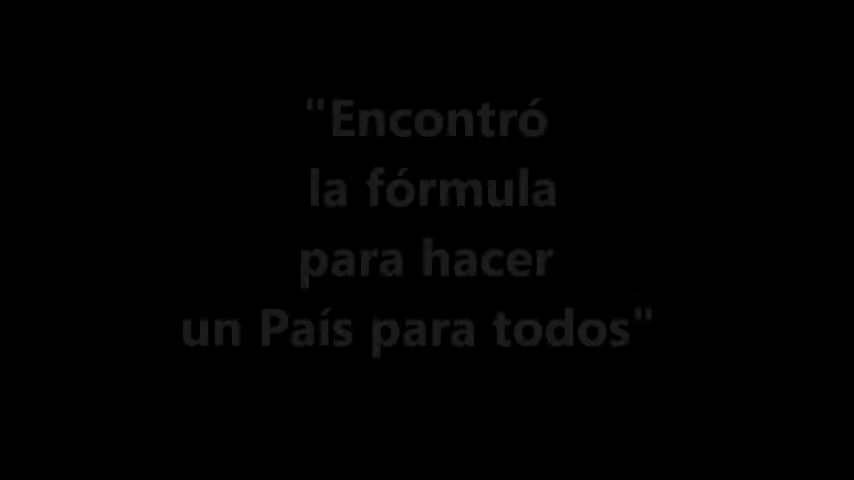 "Encontró
la fórmula
para hacer
un País para todos"